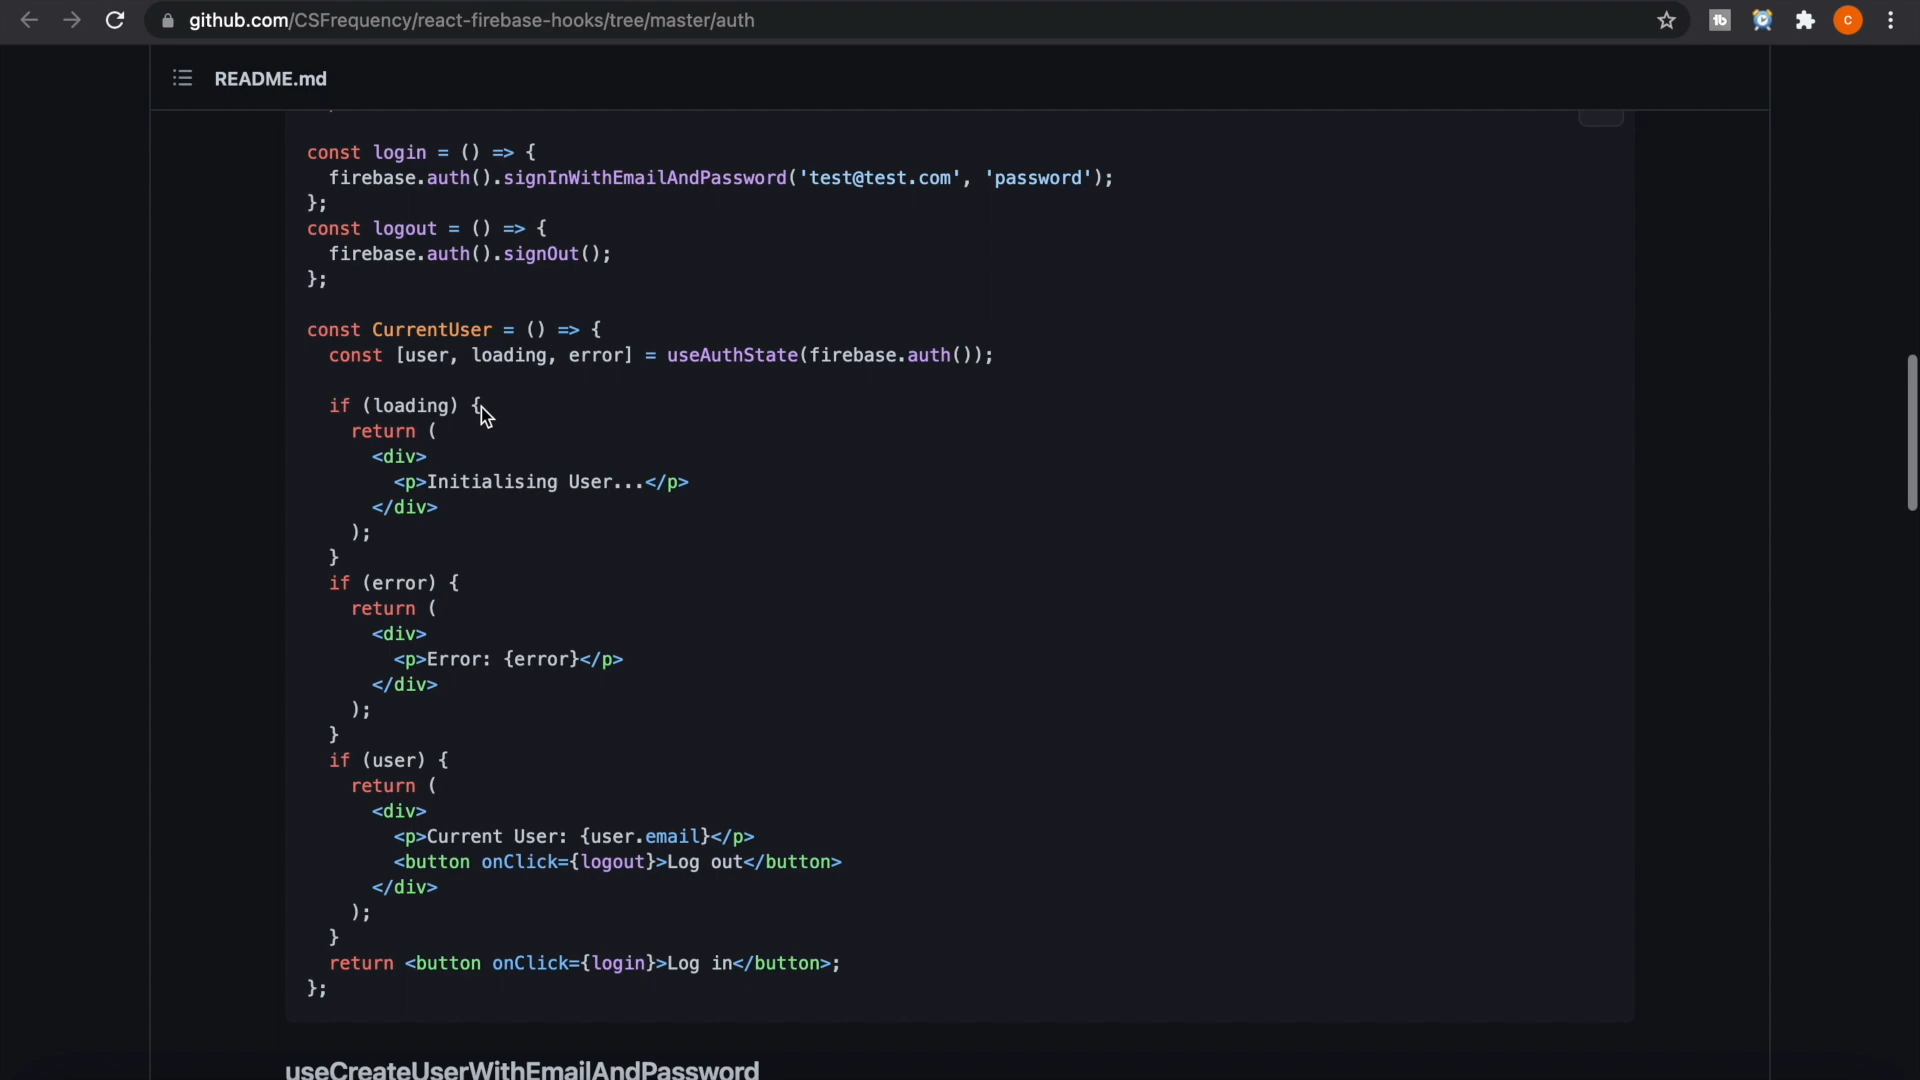 github.com/CSFrequency/react-firebase-hooks/tree/master/auth
C
README.md
const login = () => {
  firebase.auth().signInWithEmailAndPassword('test@test.com', 'password');
};
const logout = () => {
  firebase.auth().signOut();
};
const CurrentUser = () => {
  const [user, loading, error] = useAuthState(firebase.auth());
  if (loading) {
    return (
      <div>
        <p>Initialising User...</p>
      </div>
    );
  }
  if (error) {
    return (
      <div>
        <p>Error: {error}</p>
      </div>
    );
  }
  if (user) {
    return (
      <div>
        <p>Current User: {user.email}</p>
        <button onClick={logout}>Log out</button>
      </div>
    );
  }
  return <button onClick={login}>Log in</button>;
};
useCreateUserWithEmailAndPassword